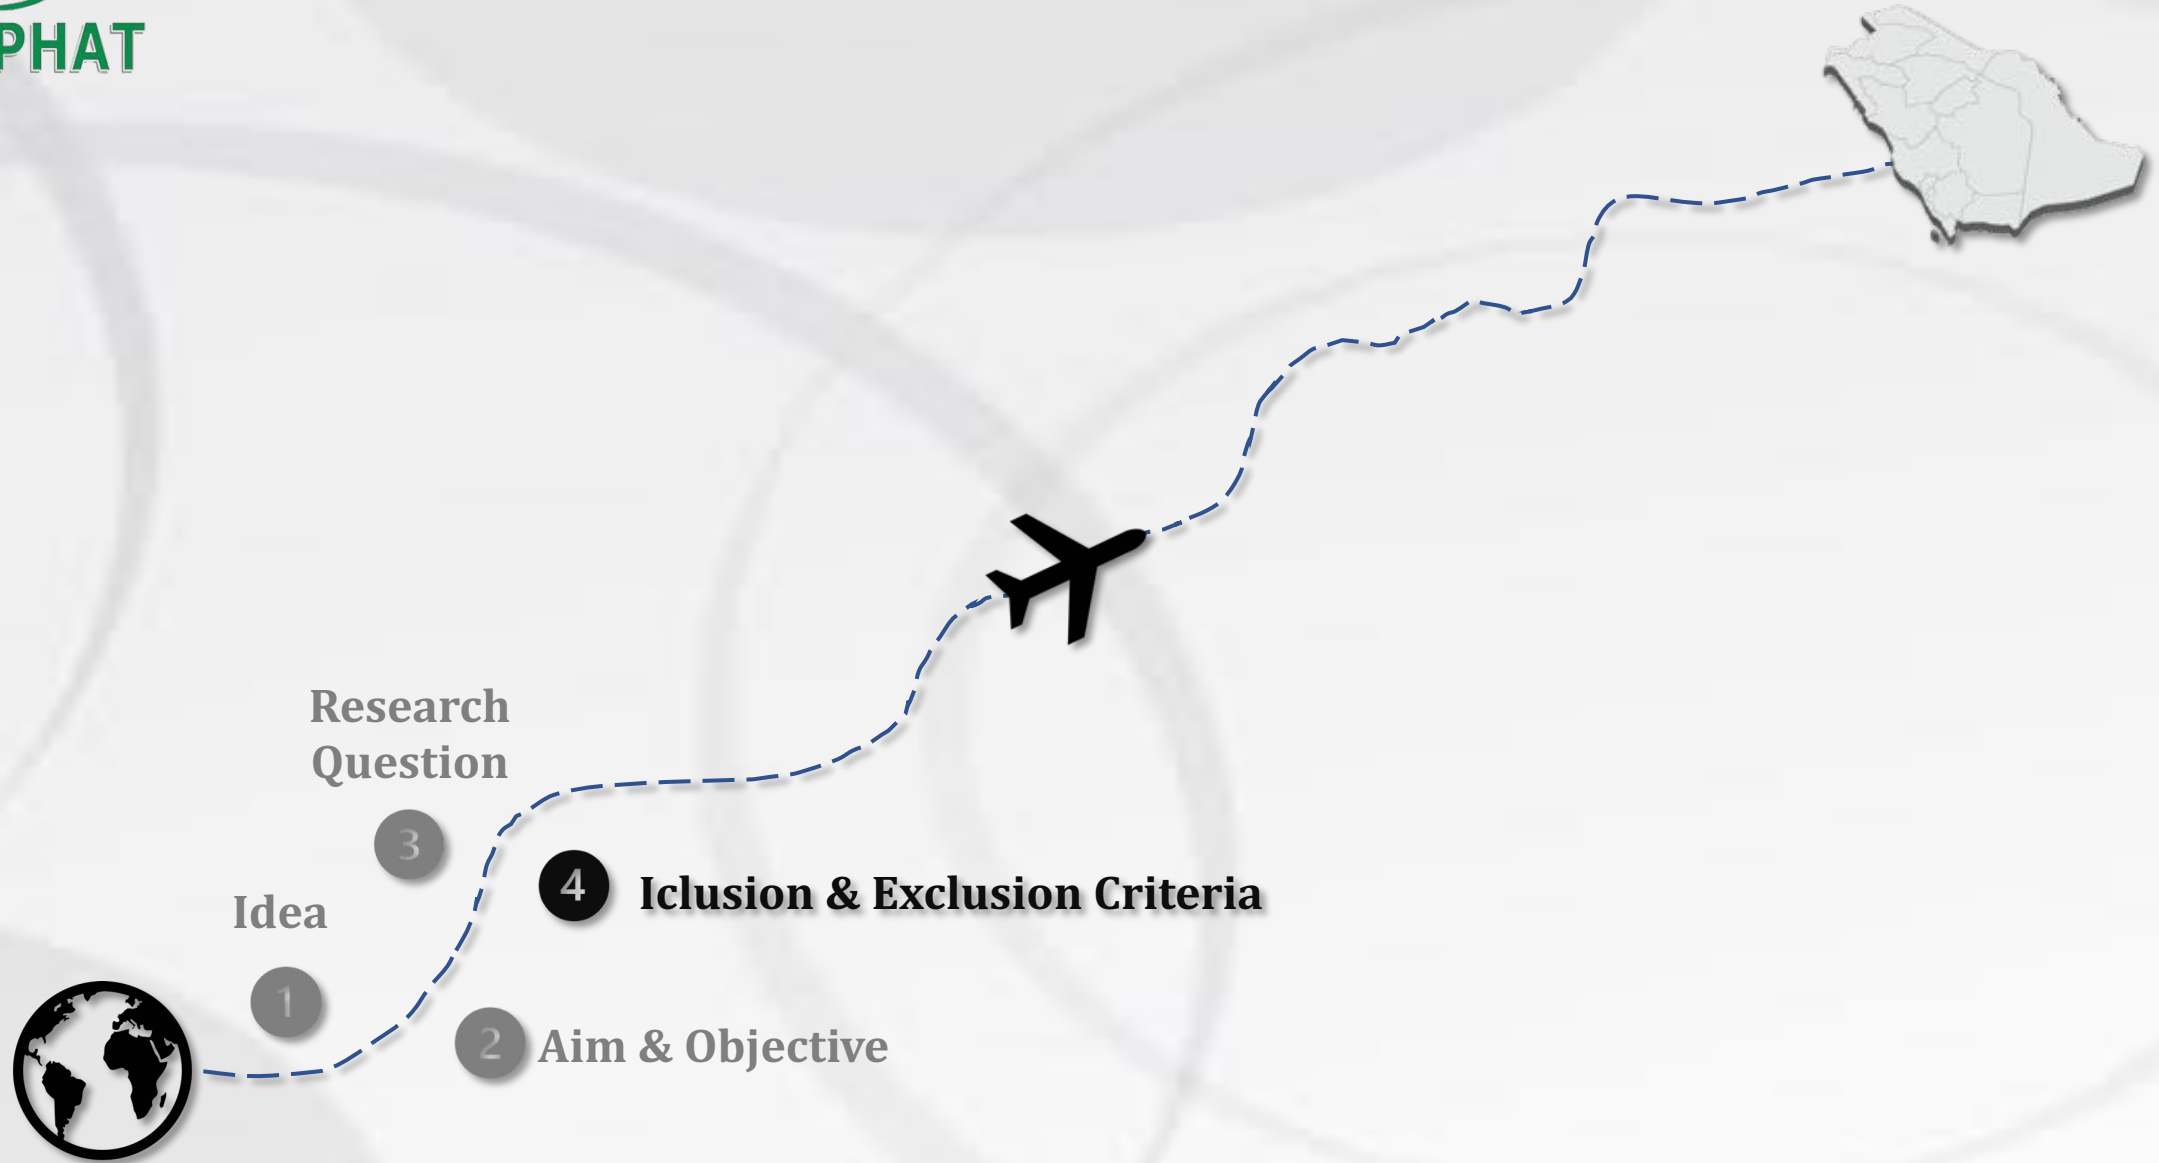 PHAT
Research
Question
3
4
Iclusion & Exclusion Criteria
Idea
1
2
Aim & Objective